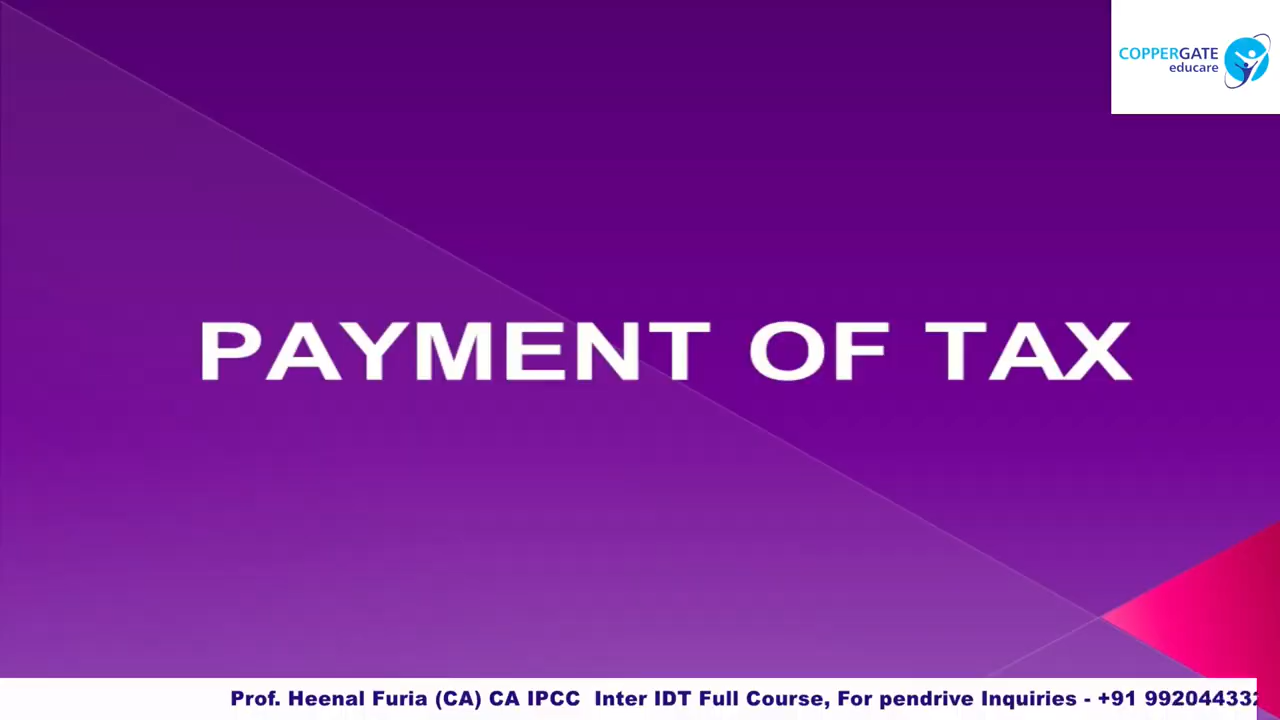 COPPERGATE
educare
PAYMENT OF TAX
Prof. Heenal Furia (CA) CA IPCC Inter IDT Full Course, For pendrive Inquiries - +91 99204433